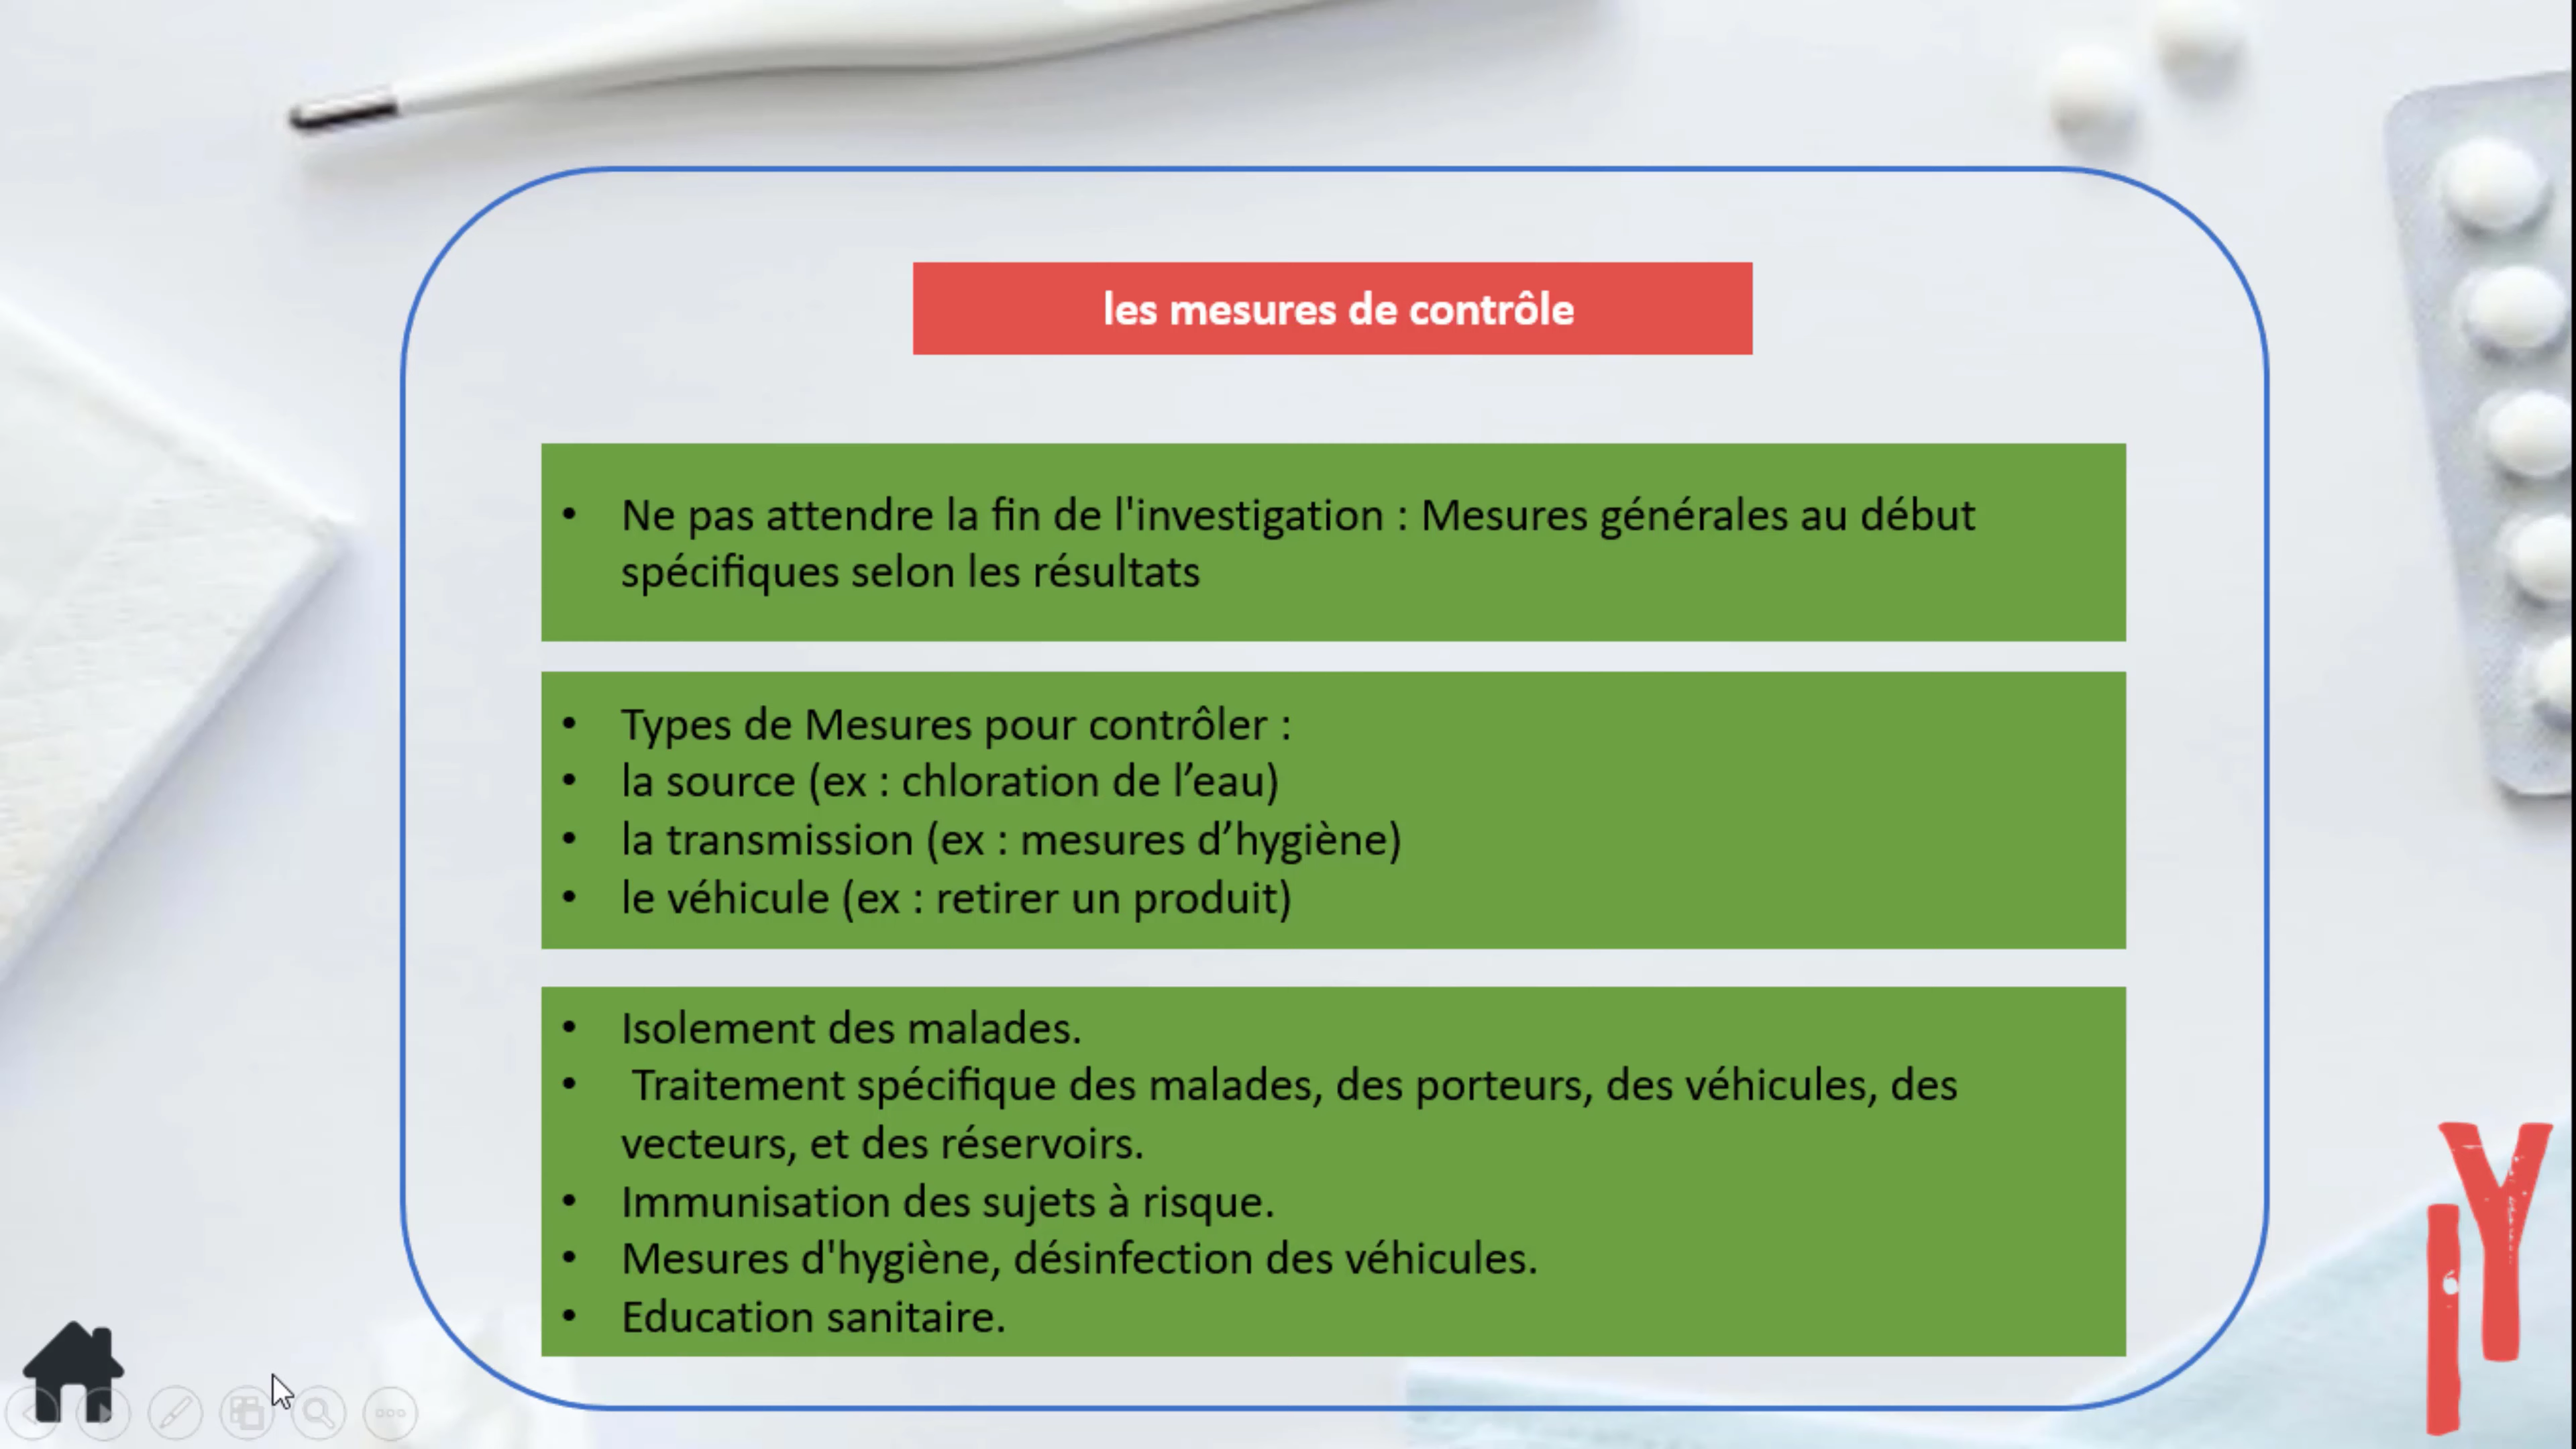 les mesures de contrôle
• Ne pas attendre la fin de l'investigation : Mesures générales au début
spécifiques selon les résultats
• Types de Mesures pour contrôler :
• la source (ex : chloration de l’eau)
• la transmission (ex : mesures d’hygiène)
• le véhicule (ex : retirer un produit)
• Isolement des malades.
• Traitement spécifique des malades, des porteurs, des véhicules, des
vecteurs, et des réservoirs.
• Immunisation des sujets à risque.
• Mesures d'hygiène, désinfection des véhicules.
• Education sanitaire.